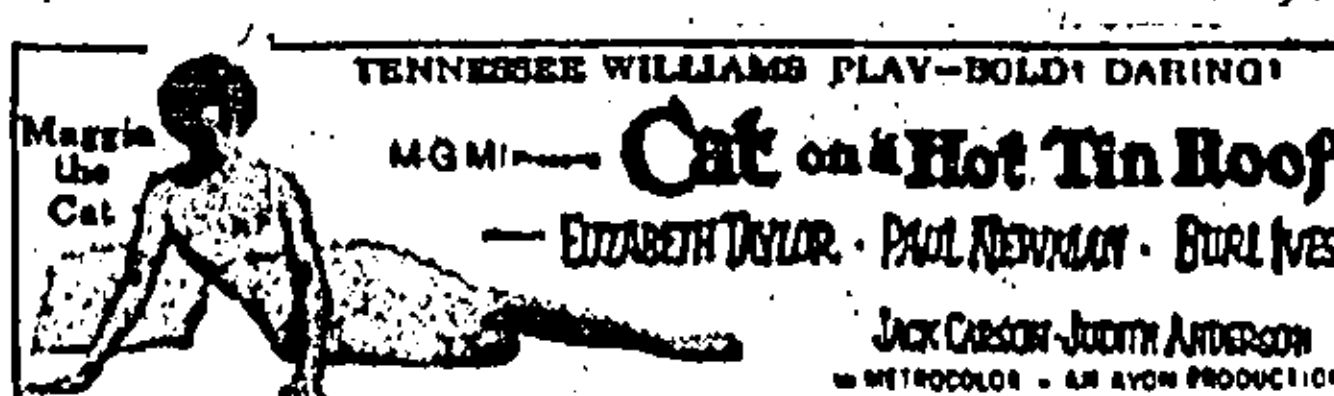 TENNESSEE WILLIAMS PLAY-BOLD! DARING!
Maggie
the
Cat
M-G-M Cat on a Hot Tin Roof
ELIZABETH TAYLOR · PAUL NEWMAN · BURL IVES
JACK CARSON-JUDITH ANDERSON
IN METROCOLOR - AN AVON PRODUCTION